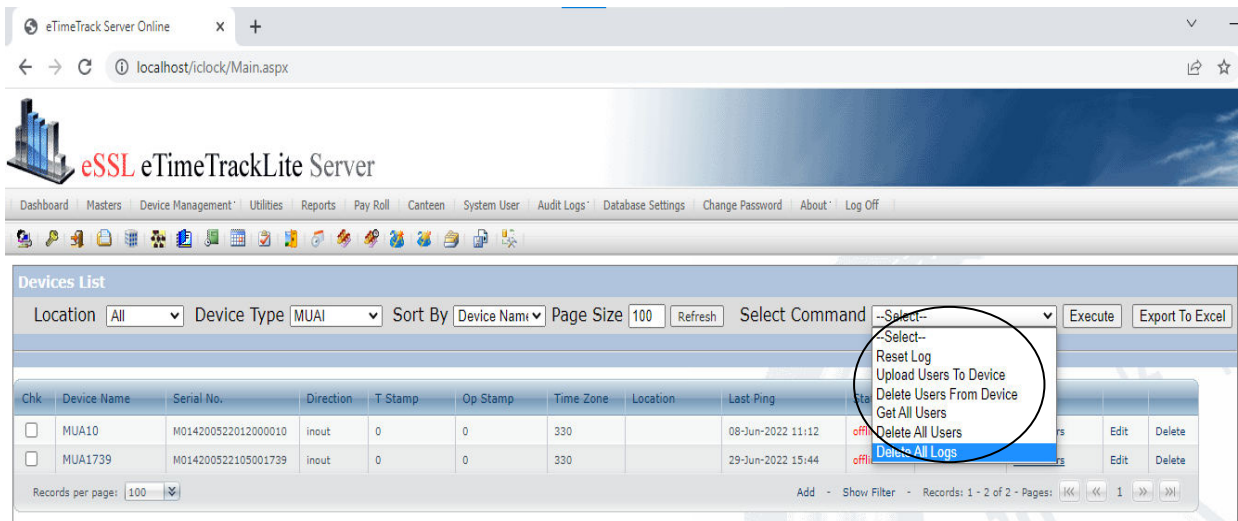 eTimeTrack Server Online
localhost/iclock/Main.aspx
eSSL eTimeTrackLite Server
Dashboard Masters Device Management Utilities Reports Pay Roll Canteen System User Audit Logs Database Settings Change Password About Log Off
Devices List
Location All Device Type MUAI Sort By Device Name Page Size 100 Refresh Select Command --Select-- Execute Export To Excel
--Select--
Reset Log
Upload Users To Device
Delete Users From Device
Get All Users
Delete All Users
Delete All Logs
Chk Device Name Serial No. Direction T Stamp Op Stamp Time Zone Location Last Ping
MUA10 M014200522012000010 inout 0 0 330 08-Jun-2022 11:12 Edit Delete
MUA1739 M014200522105001739 inout 0 0 330 29-Jun-2022 15:44 Edit Delete
Records per page: 100 Add - Show Filter - Records: 1 - 2 of 2 - Pages: 1